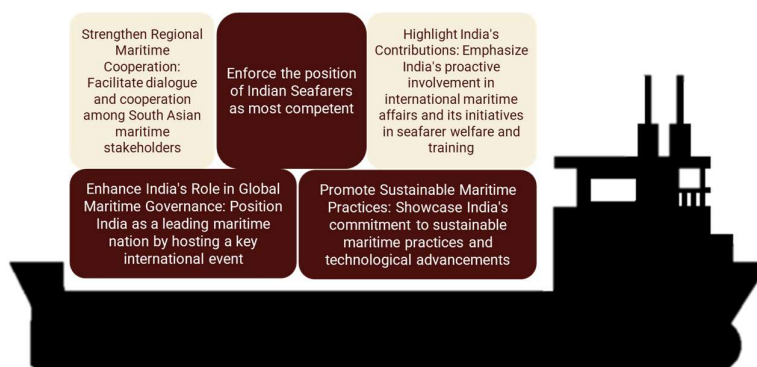 Strengthen Regional
Maritime
Cooperation:
Facilitate dialogue
and cooperation
among South Asian
maritime
stakeholders
Enforce the position
of Indian Seafarers
as most competent
Highlight India's
Contributions: Emphasize
India's proactive
involvement in
international maritime
affairs and its initiatives
in seafarer welfare and
training
Enhance India's Role in Global
Maritime Governance: Position
India as a leading maritime
nation by hosting a key
international event
Promote Sustainable Maritime
Practices: Showcase India's
commitment to sustainable
maritime practices and
technological advancements